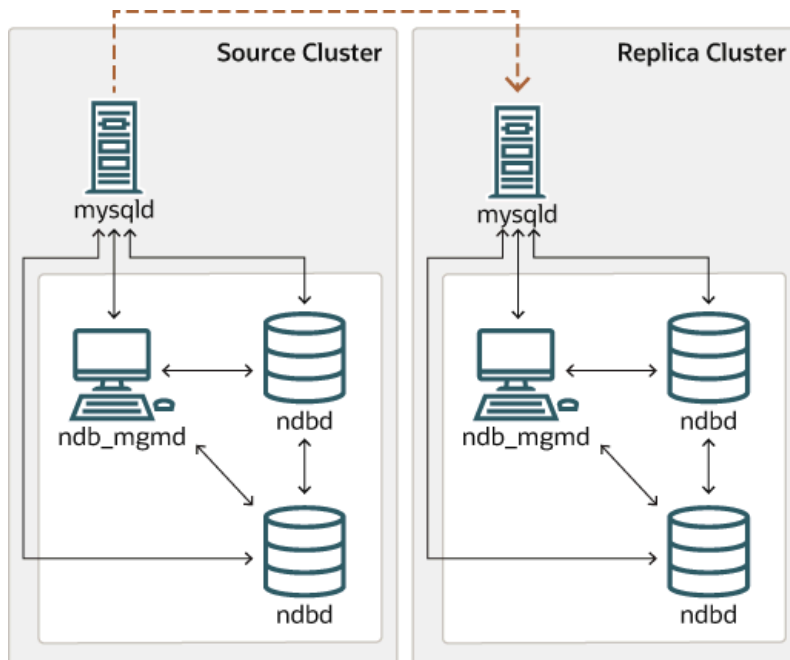 Source Cluster
mysqld
ndb_mgmd
ndbd
ndbd
Replica Cluster
mysqld
ndb_mgmd
ndbd
ndbd